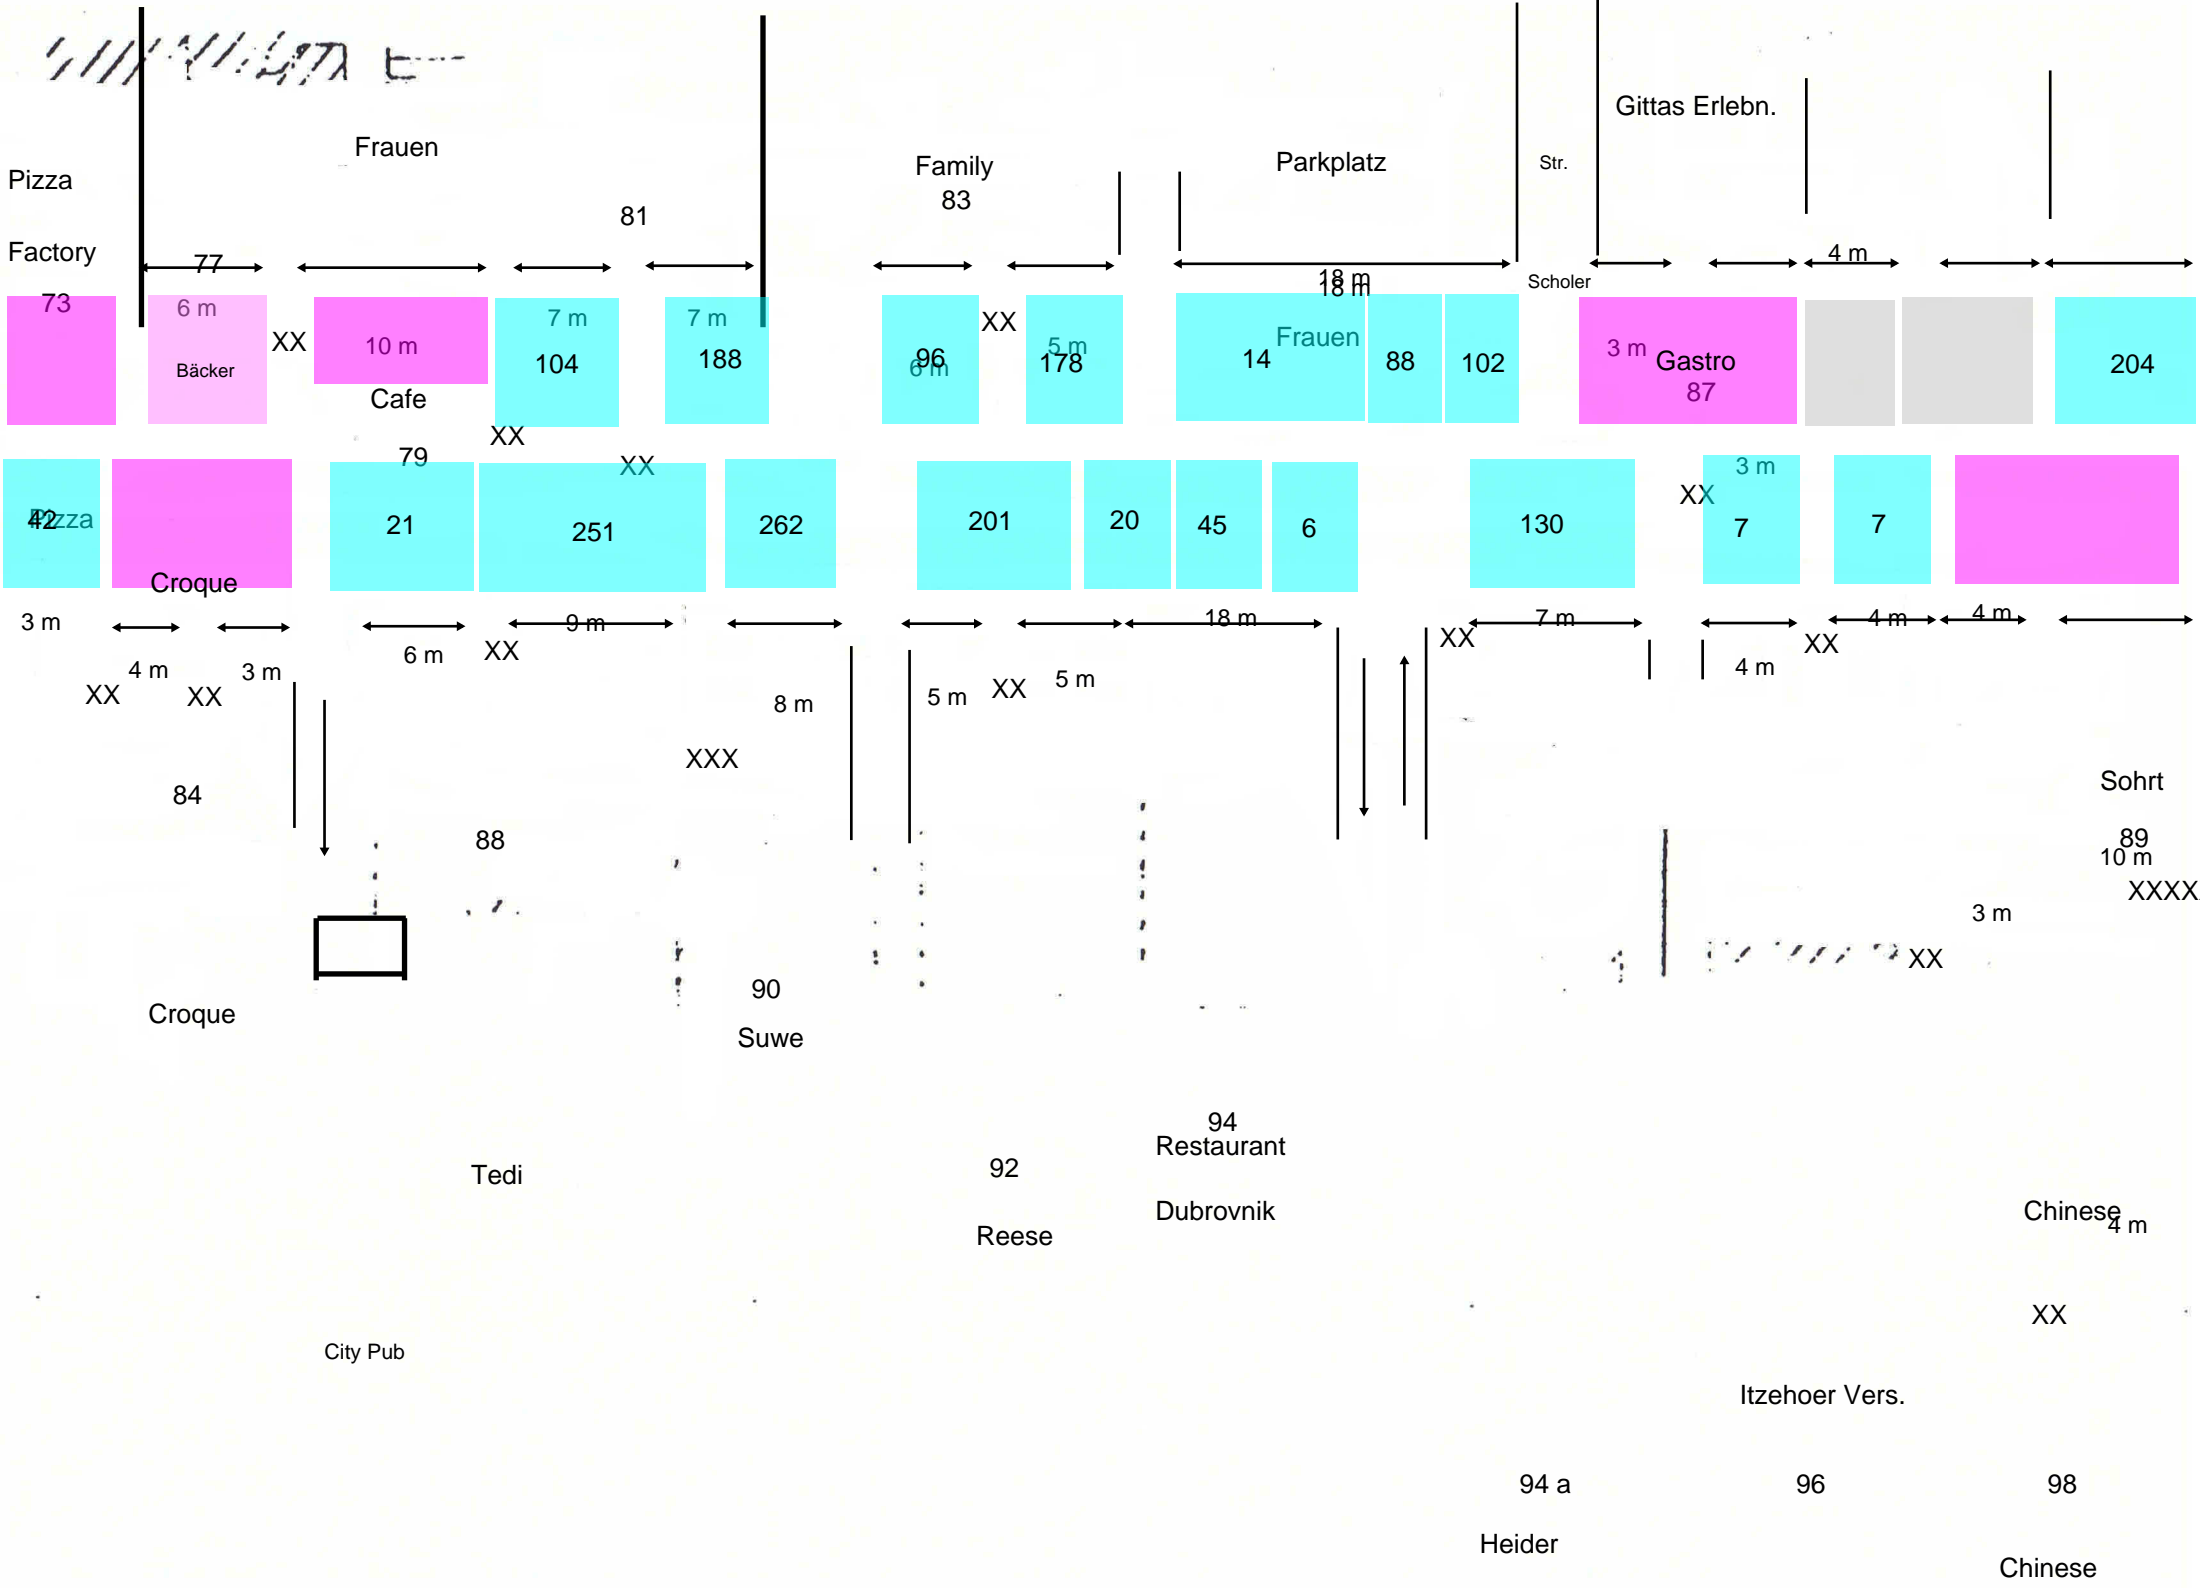 Gittas Erlebn.
Frauen
Family
Parkplatz
Str.
Pizza
83
81
Factory
77
4 m
18 m
18 m
Scholer
73
6 m
7 m
7 m
XX
XX
10 m
Bäcker
104
188
96
6 m
5 m
178
14
Frauen
88
102
3 m
Gastro
87
204
Cafe
XX
79
XX
3 m
XX
42
Pizza
21
251
262
201
20
45
6
130
7
7
Croque
3 m
9 m
18 m
7 m
4 m
4 m
4 m
3 m
6 m
XX
XX
XX
4 m
XX
XX
8 m
5 m
XX
5 m
XXX
84
Sohrt
88
89
10 m
XXXX
3 m
XX
90
Croque
Suwe
94
Restaurant
92
Tedi
Dubrovnik
Reese
Chinese
4 m
XX
City Pub
Itzehoer Vers.
94 a
96
98
Heider
Chinese